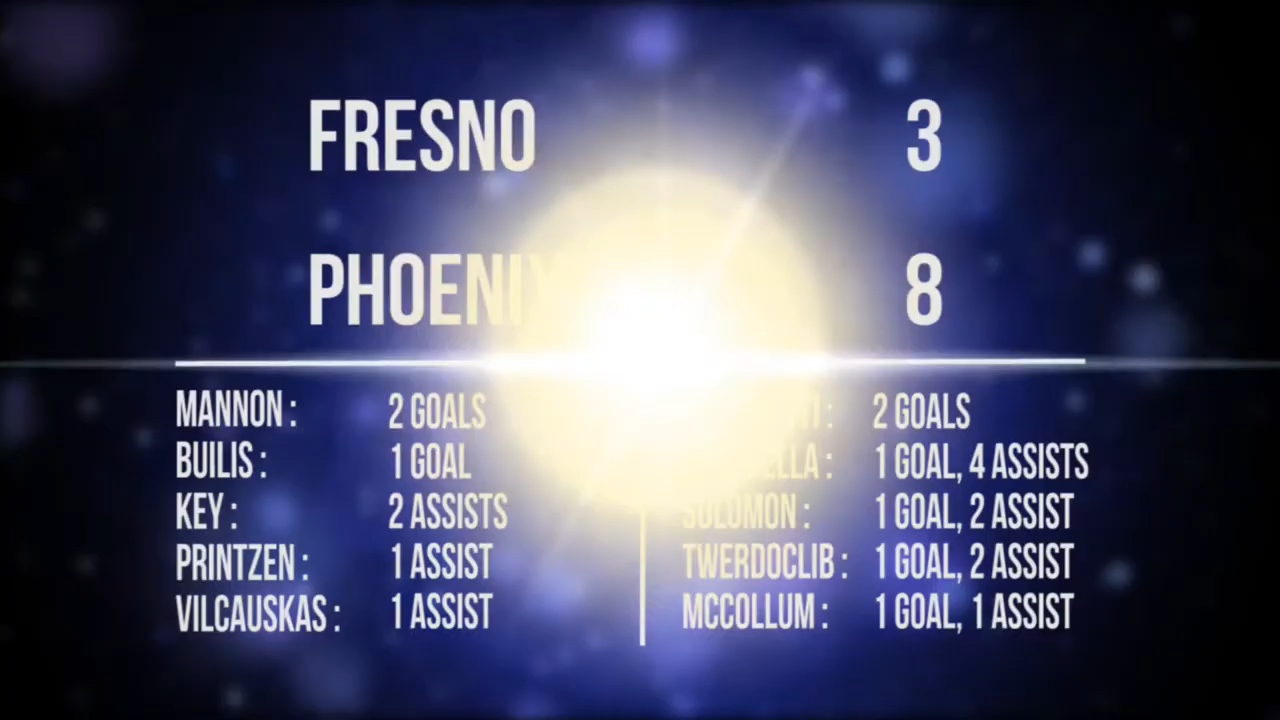 FRESNO 3
PHOENIX 8
MANNON : 2 GOALS 2 GOALS
BUILIS : 1 GOAL 1 GOAL, 4 ASSISTS
KEY : 2 ASSISTS SOLOMON : 1 GOAL, 2 ASSIST
PRINTZEN : 1 ASSIST TWERDOCLIB : 1 GOAL, 2 ASSIST
VILCAUSKAS : 1 ASSIST MCCOLLUM : 1 GOAL, 1 ASSIST